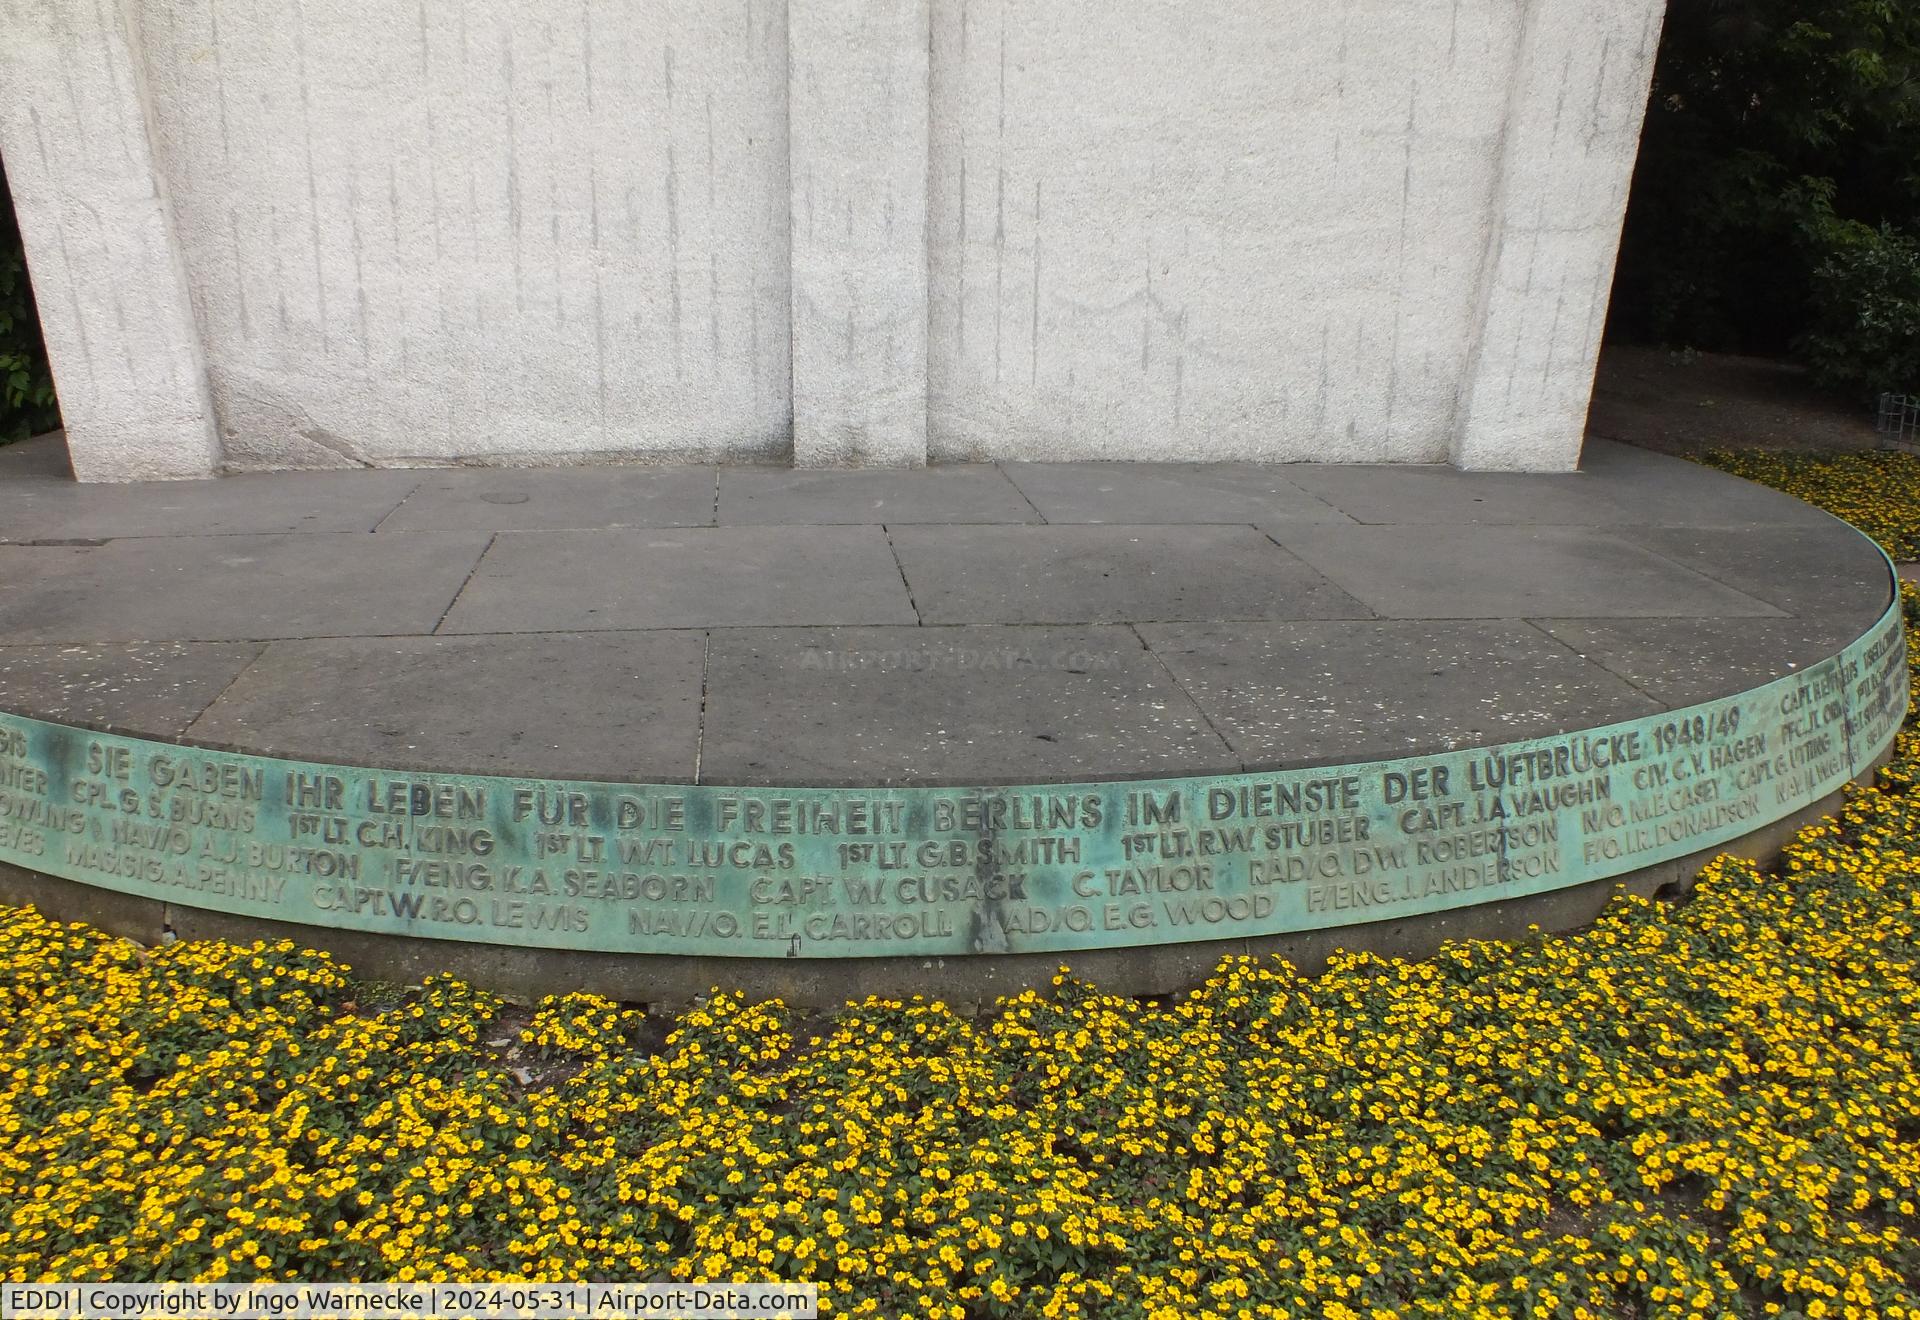 SIE GABEN IHR LEBEN FÜR DIE FREIHEIT BERLINS IM DIENSTE DER LUFTBRÜCKE 1948/49
CPL. G. S. BURNS 1ST LT. C.H. KING 1ST LT. W.T. LUCAS 1ST LT. G.B. SMITH 1ST LT. R.W. STUBER CAPT. J.A. VAUGHN CIV. C.V. HAGEN
NAV/O A.J. BURTON F/ENG. K.A. SEABORN CAPT. W. CUSACK C. TAYLOR RAD/O. D.W. ROBERTSON N/O. M.E. CASEY CAPT. G. UTTING
MAS.SIG. A. PENNY CAPT. W.R.O. LEWIS NAV/O. E.L. CARROLL AD/O. E.G. WOOD F/ENG. J. ANDERSON F/O. I.R. DONALDSON
AIRPORT-DATA.COM
EDDI | Copyright by Ingo Warnecke | 2024-05-31 | Airport-Data.com